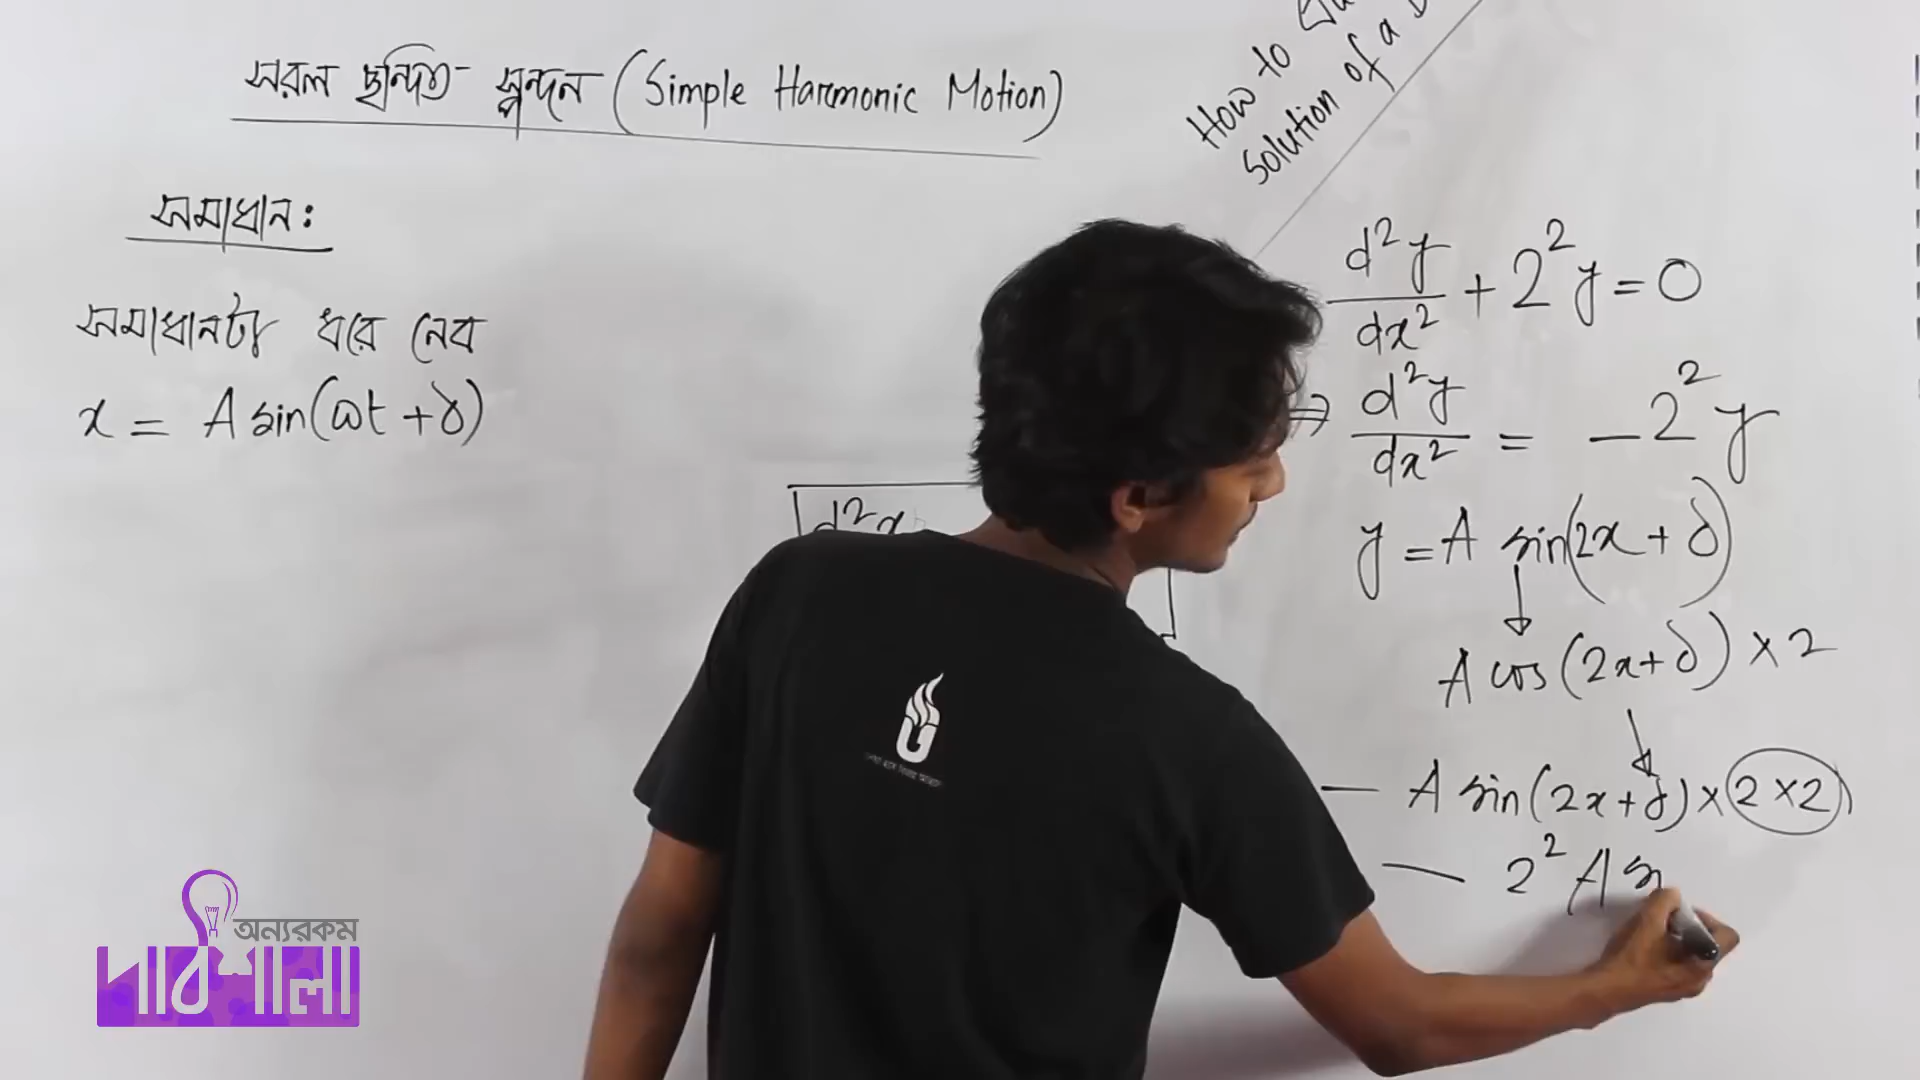 সরল ছন্দিত স্পন্দন (Simple Harmonic Motion)
How to
Solution of a
সমাধান:
সমাধানটা ধরে নেব
x = A sin(ωt + δ)
d²x
d²y/dx² + 2²y = 0
⇒ d²y/dx² = - 2²y
y = A sin(2x + δ)
A cos(2x + δ) × 2
- A sin(2x + δ) × (2 × 2)
- 2² A s
অন্যরকম
পাঠশালা